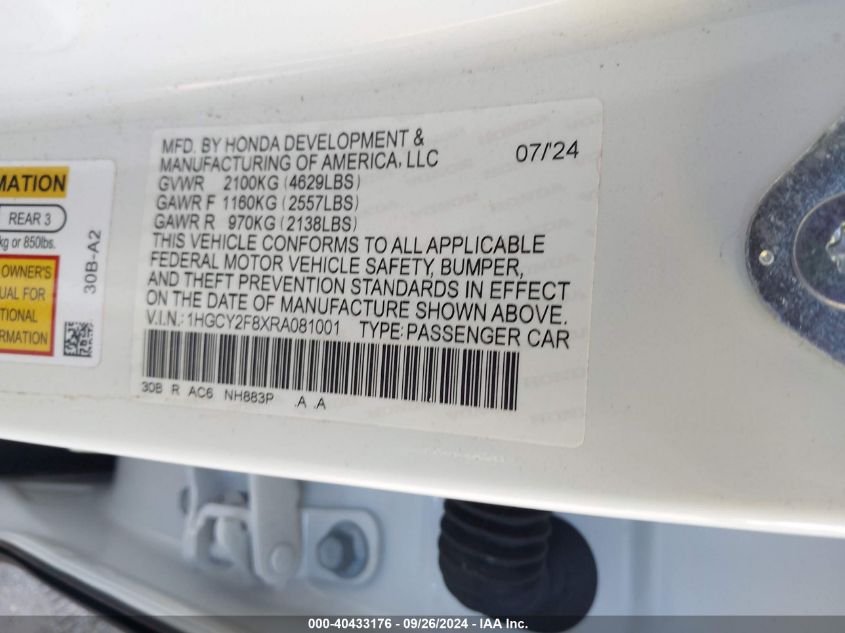 MFD. BY HONDA DEVELOPMENT &
MANUFACTURING OF AMERICA, LLC 07/'24
GVWR 2100KG (4629LBS)
GAWR F 1160KG (2557LBS)
GAWR R 970KG (2138LBS)
THIS VEHICLE CONFORMS TO ALL APPLICABLE
FEDERAL MOTOR VEHICLE SAFETY, BUMPER,
AND THEFT PREVENTION STANDARDS IN EFFECT
ON THE DATE OF MANUFACTURE SHOWN ABOVE.
V.I.N.: 1HGCY2F8XRA081001 TYPE: PASSENGER CAR
30B R AC6 NH883P .A .A
MATION
REAR 3
kg or 850lbs.
OWNER'S
UAL FOR
TIONAL
RMATION
30B-A2
000-40433176 - 09/26/2024 - IAA Inc.